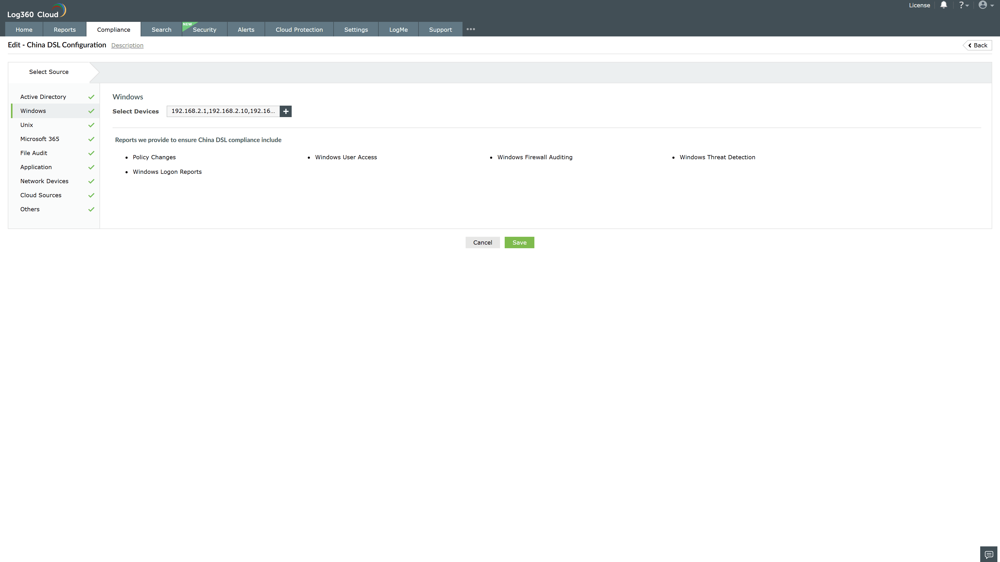 Log360 Cloud
License
?
Home Reports Compliance Search NEW Security Alerts Cloud Protection Settings LogMe Support •••
Edit - China DSL Configuration Description
Back
Select Source
Active Directory
Windows
Unix
Microsoft 365
File Audit
Application
Network Devices
Cloud Sources
Others
Windows
Select Devices 192.168.2.1,192.168.2.10,192.16... +
Reports we provide to ensure China DSL compliance include
• Policy Changes • Windows User Access • Windows Firewall Auditing • Windows Threat Detection
• Windows Logon Reports
Cancel Save